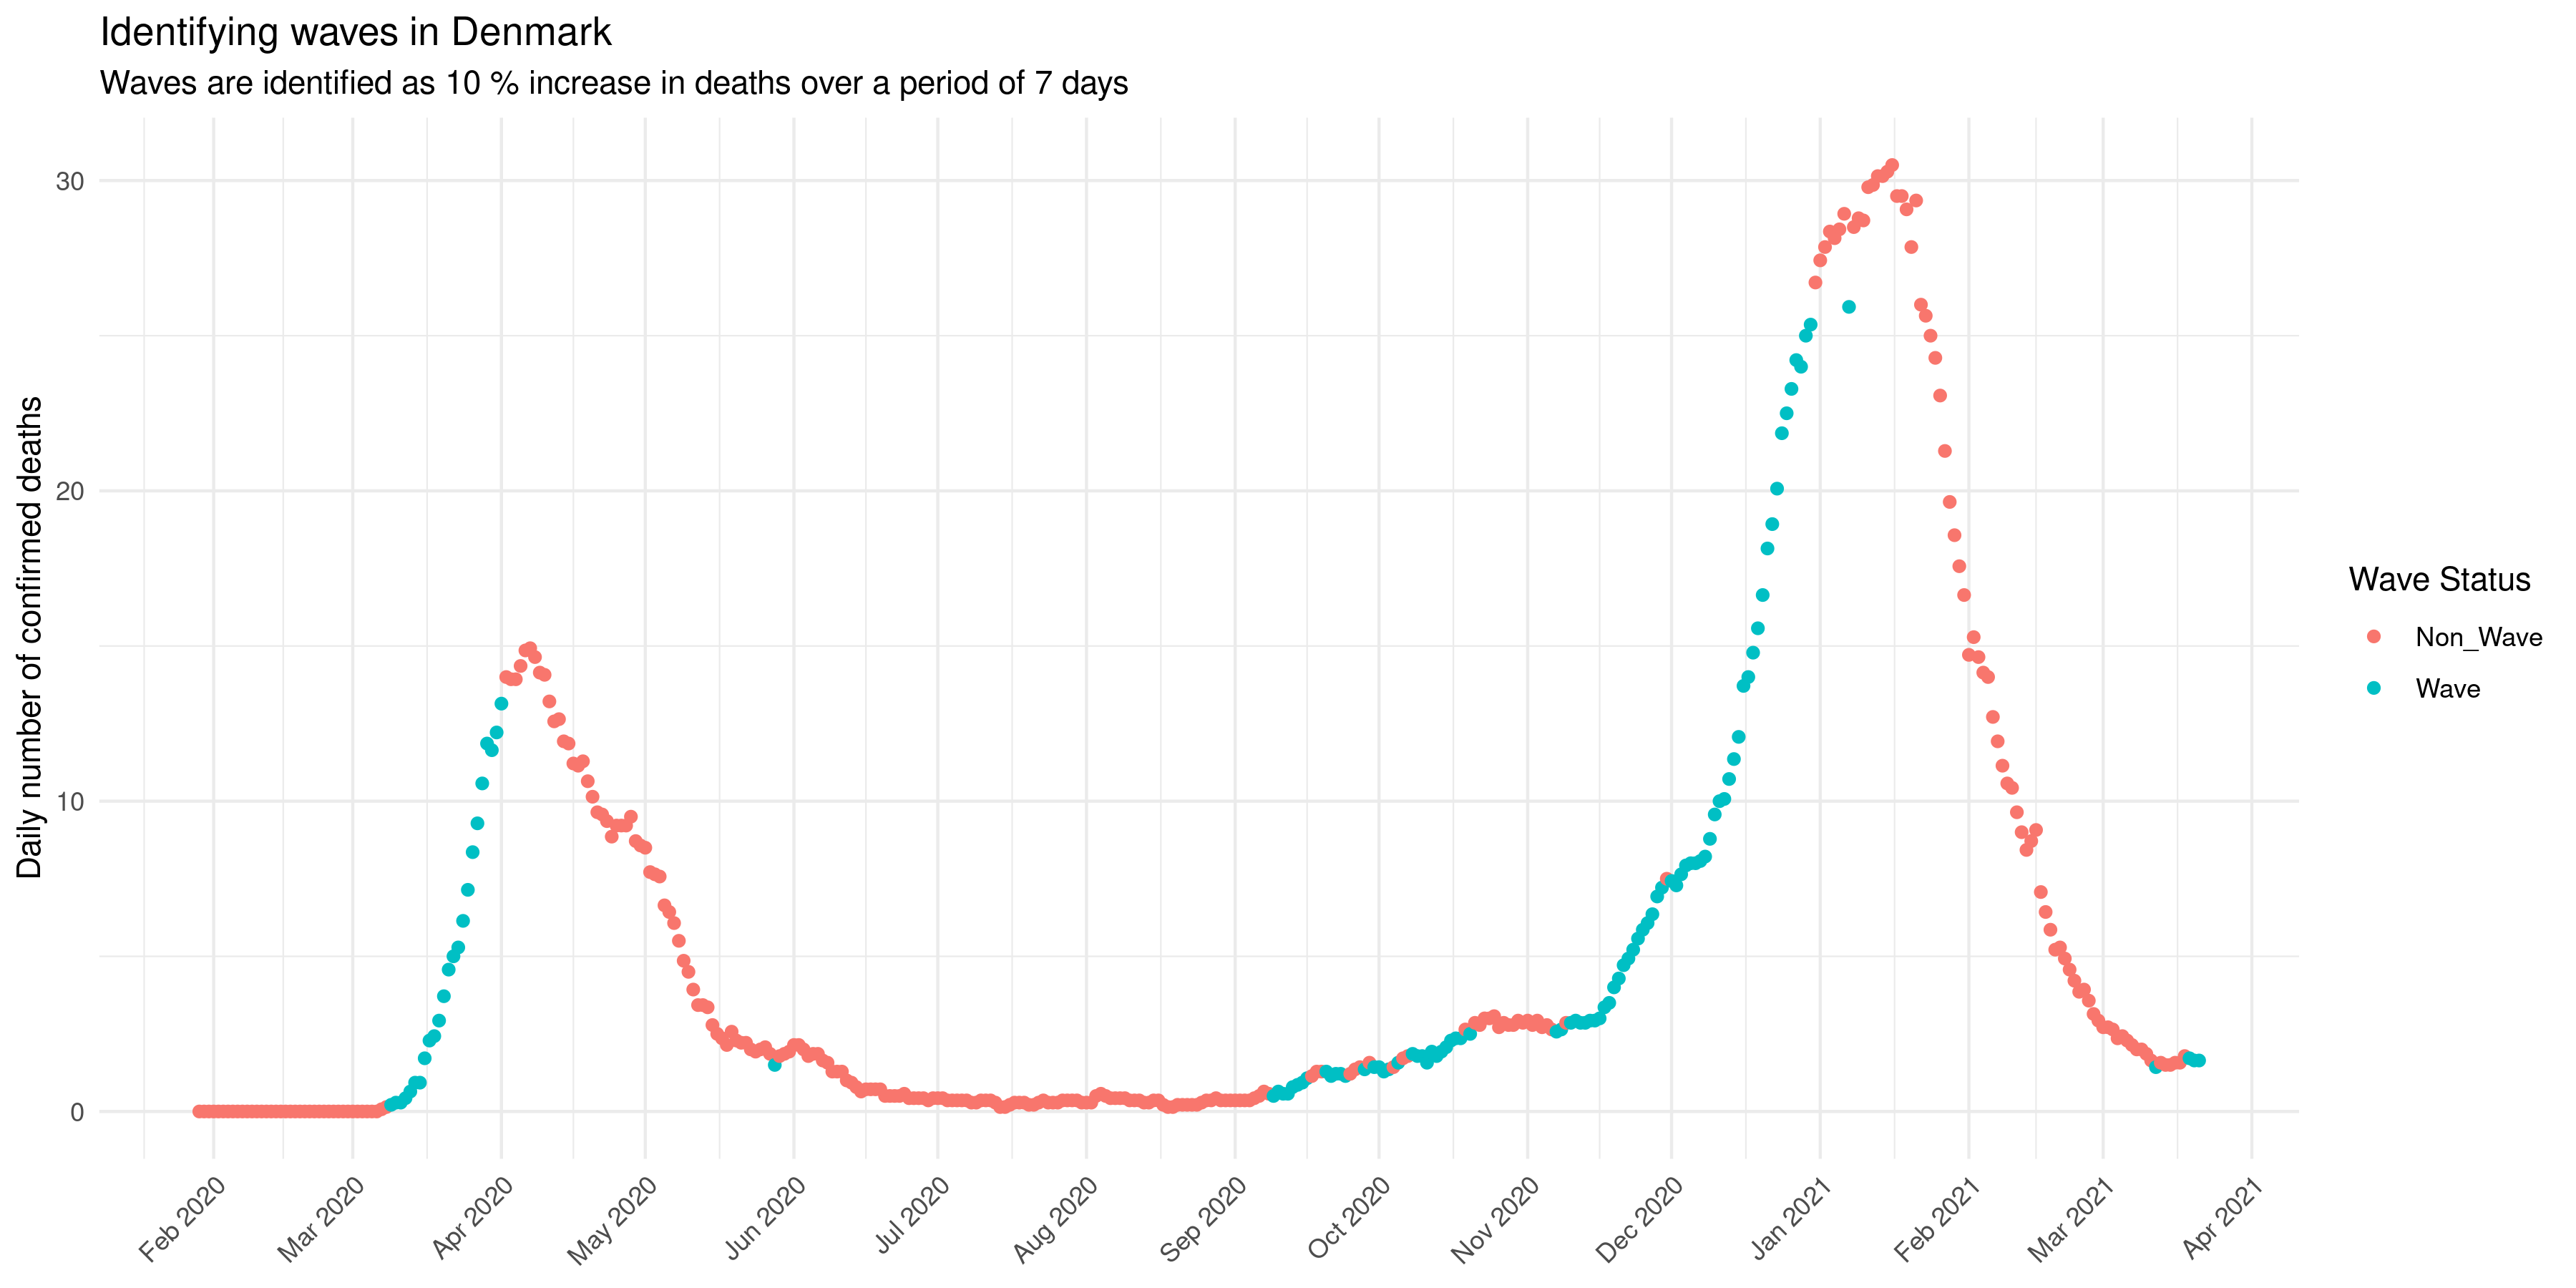 Identifying waves in Denmark
Waves are identified as 10 % increase in deaths over a period of 7 days
Daily number of confirmed deaths
30
20
10
0
Feb 2020
Mar 2020
Apr 2020
May 2020
Jun 2020
Jul 2020
Aug 2020
Sep 2020
Oct 2020
Nov 2020
Dec 2020
Jan 2021
Feb 2021
Mar 2021
Apr 2021
Wave Status
Non_Wave
Wave